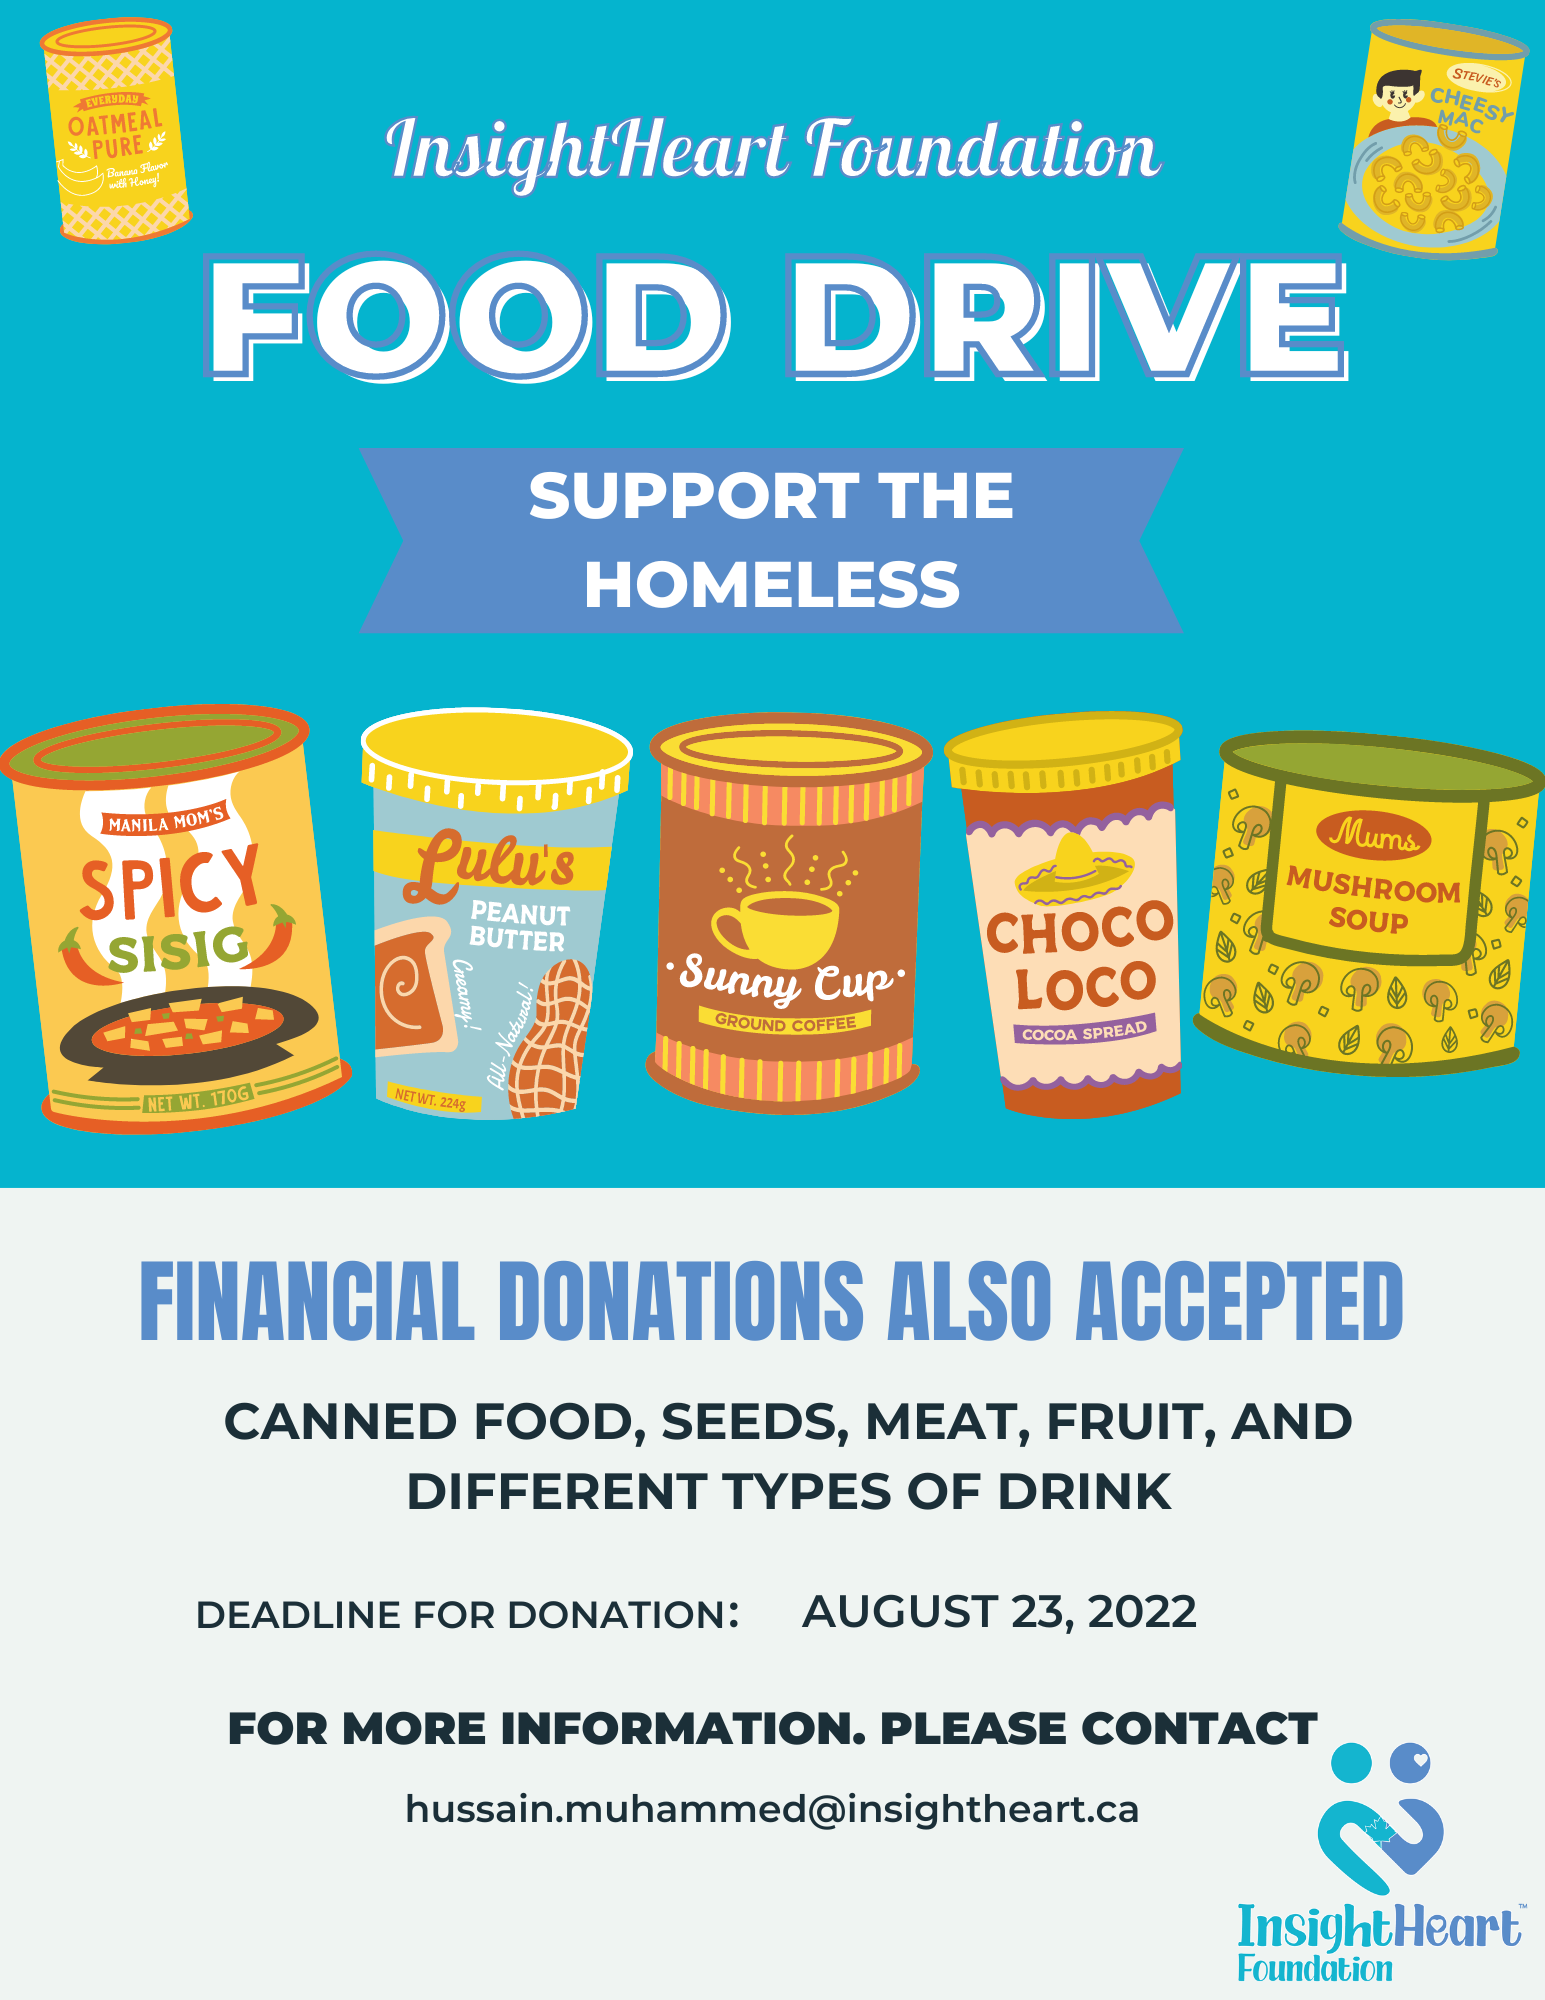 EVERYDAY
OATMEAL
PURE
Banana Flavor
with Honey!
STEVIE'S
CHEESY
MAC
InsightHeart Foundation
FOOD DRIVE
SUPPORT THE
HOMELESS
MANILA MOM'S
SPICY
SISIG
NET WT. 170G
Lulu's
PEANUT
BUTTER
Creamy!
All-Natural!
NET WT. 224g
·Sunny Cup·
GROUND COFFEE
CHOCO
LOCO
COCOA SPREAD
Mums
MUSHROOM
SOUP
FINANCIAL DONATIONS ALSO ACCEPTED
CANNED FOOD, SEEDS, MEAT, FRUIT, AND
DIFFERENT TYPES OF DRINK
DEADLINE FOR DONATION: AUGUST 23, 2022
FOR MORE INFORMATION. PLEASE CONTACT
hussain.muhammed@insightheart.ca
InsightHeart™
Foundation